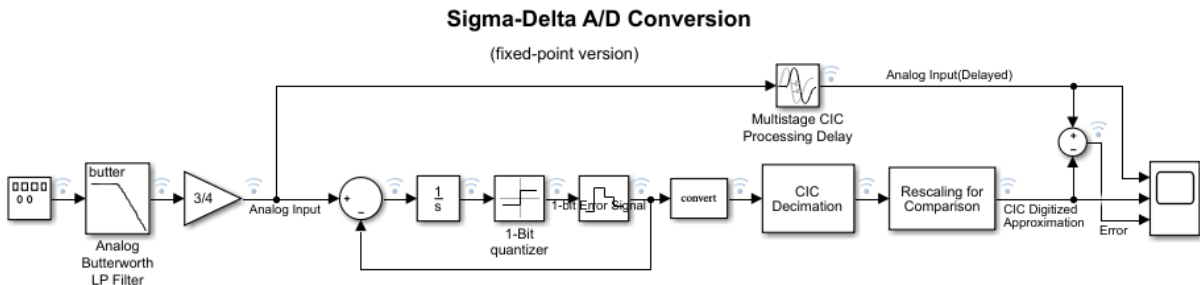 Sigma-Delta A/D Conversion
(fixed-point version)
Analog Input(Delayed)
Multistage CIC
Processing Delay
butter
3/4
Analog Input
1
s
1-bit Error Signal
convert
CIC
Decimation
Rescaling for
Comparison
CIC Digitized
Approximation
Error
1-Bit
quantizer
Analog
Butterworth
LP Filter
+
−
+
−